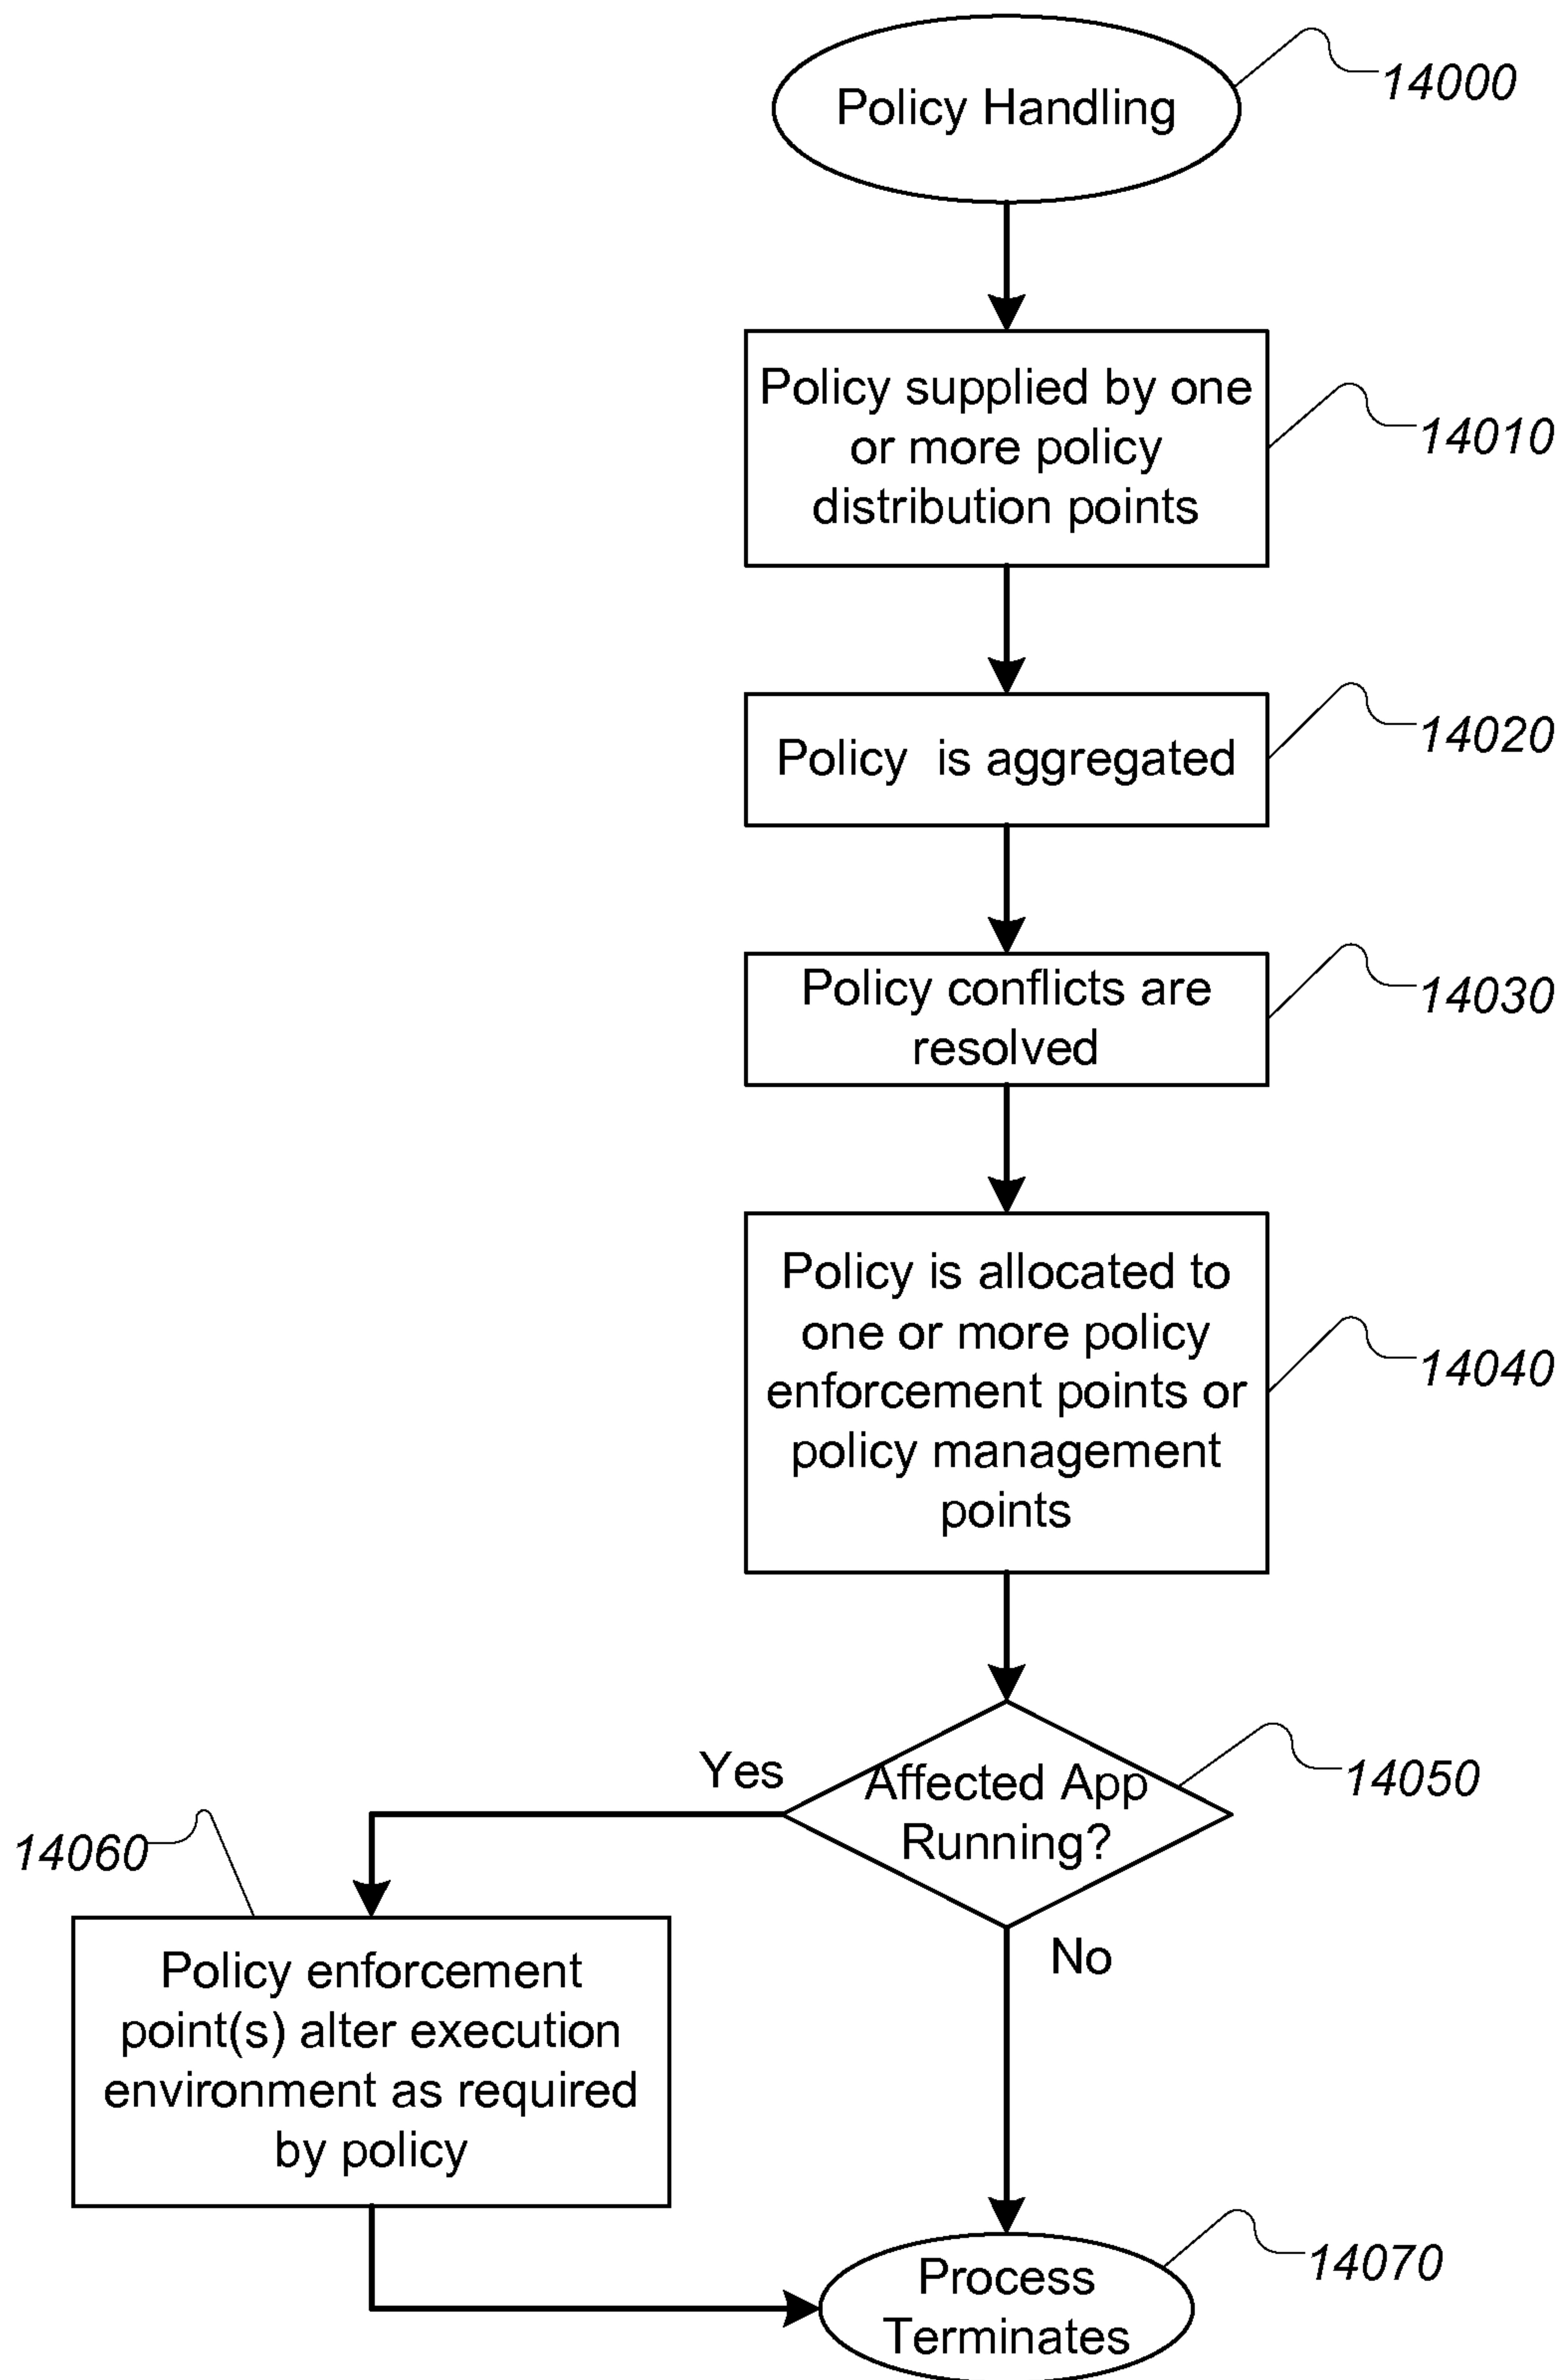 Policy Handling
14000
Policy supplied by one
or more policy
distribution points
14010
Policy is aggregated
14020
Policy conflicts are
resolved
14030
Policy is allocated to
one or more policy
enforcement points or
policy management
points
14040
Affected App
Running?
14050
Yes
No
14060
Policy enforcement
point(s) alter execution
environment as required
by policy
Process
Terminates
14070